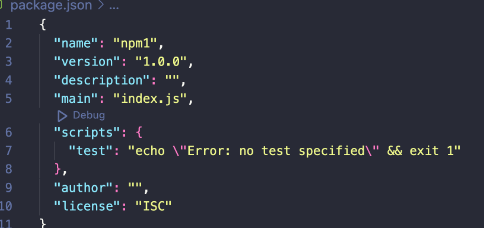 package.json > ...
1 {
2 "name": "npm1",
3 "version": "1.0.0",
4 "description": "",
5 "main": "index.js",
Debug
6 "scripts": {
7 "test": "echo \"Error: no test specified\" && exit 1"
8 },
9 "author": "",
10 "license": "ISC"
11 }